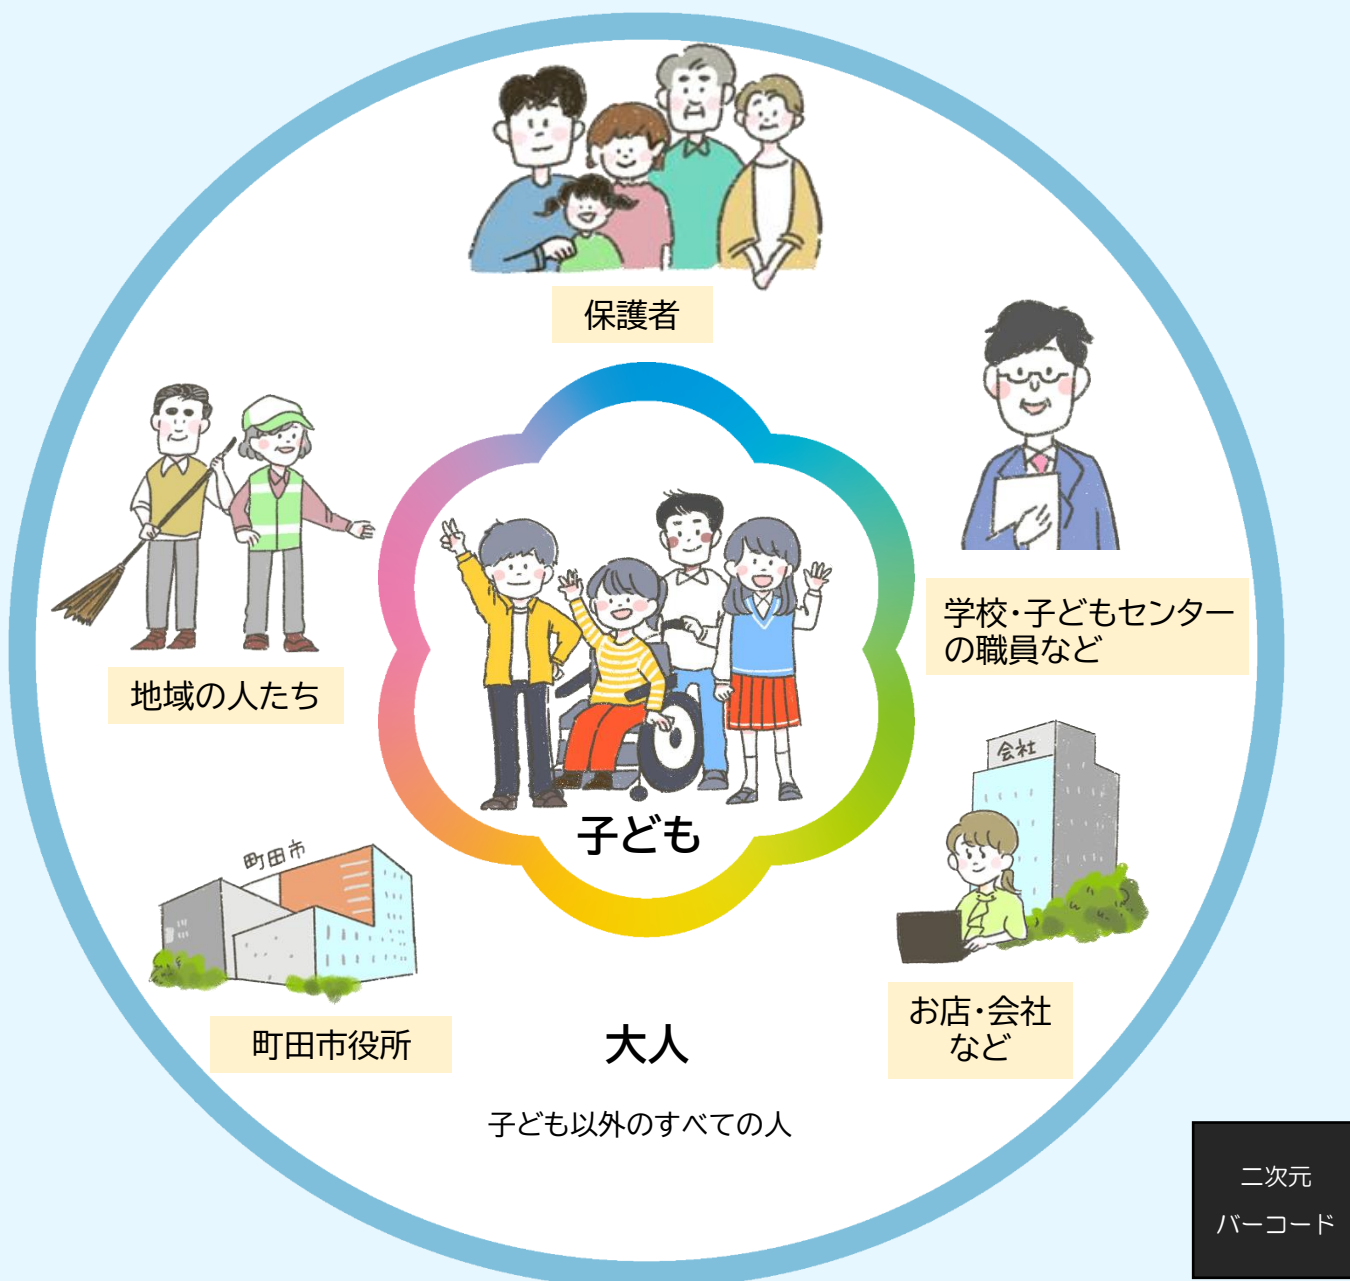 保護者
学校・子どもセンター
の職員など
地域の人たち
会社
子ども
町田市
お店・会社
など
町田市役所
大人
子ども以外のすべての人
二次元
バーコード